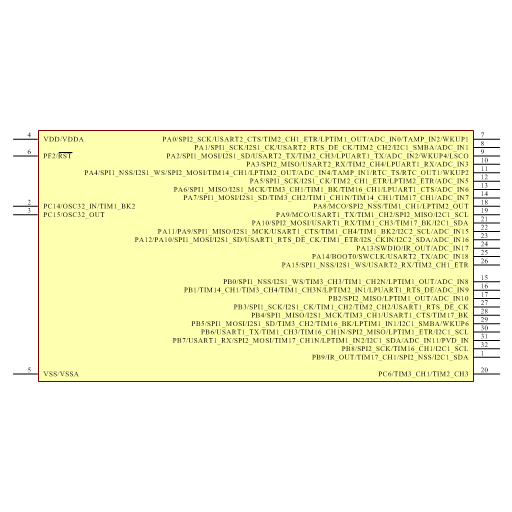 4 VDD/VDDA PA0/SPI2_SCK/USART2_CTS/TIM2_CH1_ETR/LPTIM1_OUT/ADC_IN0/TAMP_IN2/WKUP1 7
PA1/SPI1_SCK/I2S1_CK/USART2_RTS_DE_CK/TIM2_CH2/I2C1_SMBA/ADC_IN1 8
6 PF2/RST PA2/SPI1_MOSI/I2S1_SD/USART2_TX/TIM2_CH3/LPUART1_TX/ADC_IN2/WKUP4/LSCO 9
PA3/SPI2_MISO/USART2_RX/TIM2_CH4/LPUART1_RX/ADC_IN3 10
PA4/SPI1_NSS/I2S1_WS/SPI2_MOSI/TIM14_CH1/LPTIM2_OUT/ADC_IN4/TAMP_IN1/RTC_TS/RTC_OUT1/WKUP2 11
PA5/SPI1_SCK/I2S1_CK/TIM2_CH1_ETR/LPTIM2_ETR/ADC_IN5 12
PA6/SPI1_MISO/I2S1_MCK/TIM3_CH1/TIM1_BK/TIM16_CH1/LPUART1_CTS/ADC_IN6 13
PA7/SPI1_MOSI/I2S1_SD/TIM3_CH2/TIM1_CH1N/TIM14_CH1/TIM17_CH1/ADC_IN7 14
2 PC14/OSC32_IN/TIM1_BK2 PA8/MCO/SPI2_NSS/TIM1_CH1/LPTIM2_OUT 18
3 PC15/OSC32_OUT PA9/MCO/USART1_TX/TIM1_CH2/SPI2_MISO/I2C1_SCL 19
PA10/SPI2_MOSI/USART1_RX/TIM1_CH3/TIM17_BK/I2C1_SDA 21
PA11/PA9/SPI1_MISO/I2S1_MCK/USART1_CTS/TIM1_CH4/TIM1_BK2/I2C2_SCL/ADC_IN15 22
PA12/PA10/SPI1_MOSI/I2S1_SD/USART1_RTS_DE_CK/TIM1_ETR/I2S_CKIN/I2C2_SDA/ADC_IN16 23
PA13/SWDIO/IR_OUT/ADC_IN17 24
PA14/BOOT0/SWCLK/USART2_TX/ADC_IN18 25
PA15/SPI1_NSS/I2S1_WS/USART2_RX/TIM2_CH1_ETR 26
PB0/SPI1_NSS/I2S1_WS/TIM3_CH3/TIM1_CH2N/LPTIM1_OUT/ADC_IN8 15
PB1/TIM14_CH1/TIM3_CH4/TIM1_CH3N/LPTIM2_IN1/LPUART1_RTS_DE/ADC_IN9 16
PB2/SPI2_MISO/LPTIM1_OUT/ADC_IN10 17
PB3/SPI1_SCK/I2S1_CK/TIM1_CH2/TIM2_CH2/USART1_RTS_DE_CK 27
PB4/SPI1_MISO/I2S1_MCK/TIM3_CH1/USART1_CTS/TIM17_BK 28
PB5/SPI1_MOSI/I2S1_SD/TIM3_CH2/TIM16_BK/LPTIM1_IN1/I2C1_SMBA/WKUP6 29
PB6/USART1_TX/TIM1_CH3/TIM16_CH1N/SPI2_MISO/LPTIM1_ETR/I2C1_SCL 30
PB7/USART1_RX/SPI2_MOSI/TIM17_CH1N/LPTIM1_IN2/I2C1_SDA/ADC_IN11/PVD_IN 31
PB8/SPI2_SCK/TIM16_CH1/I2C1_SCL 32
PB9/IR_OUT/TIM17_CH1/SPI2_NSS/I2C1_SDA 1
5 VSS/VSSA PC6/TIM3_CH1/TIM2_CH3 20